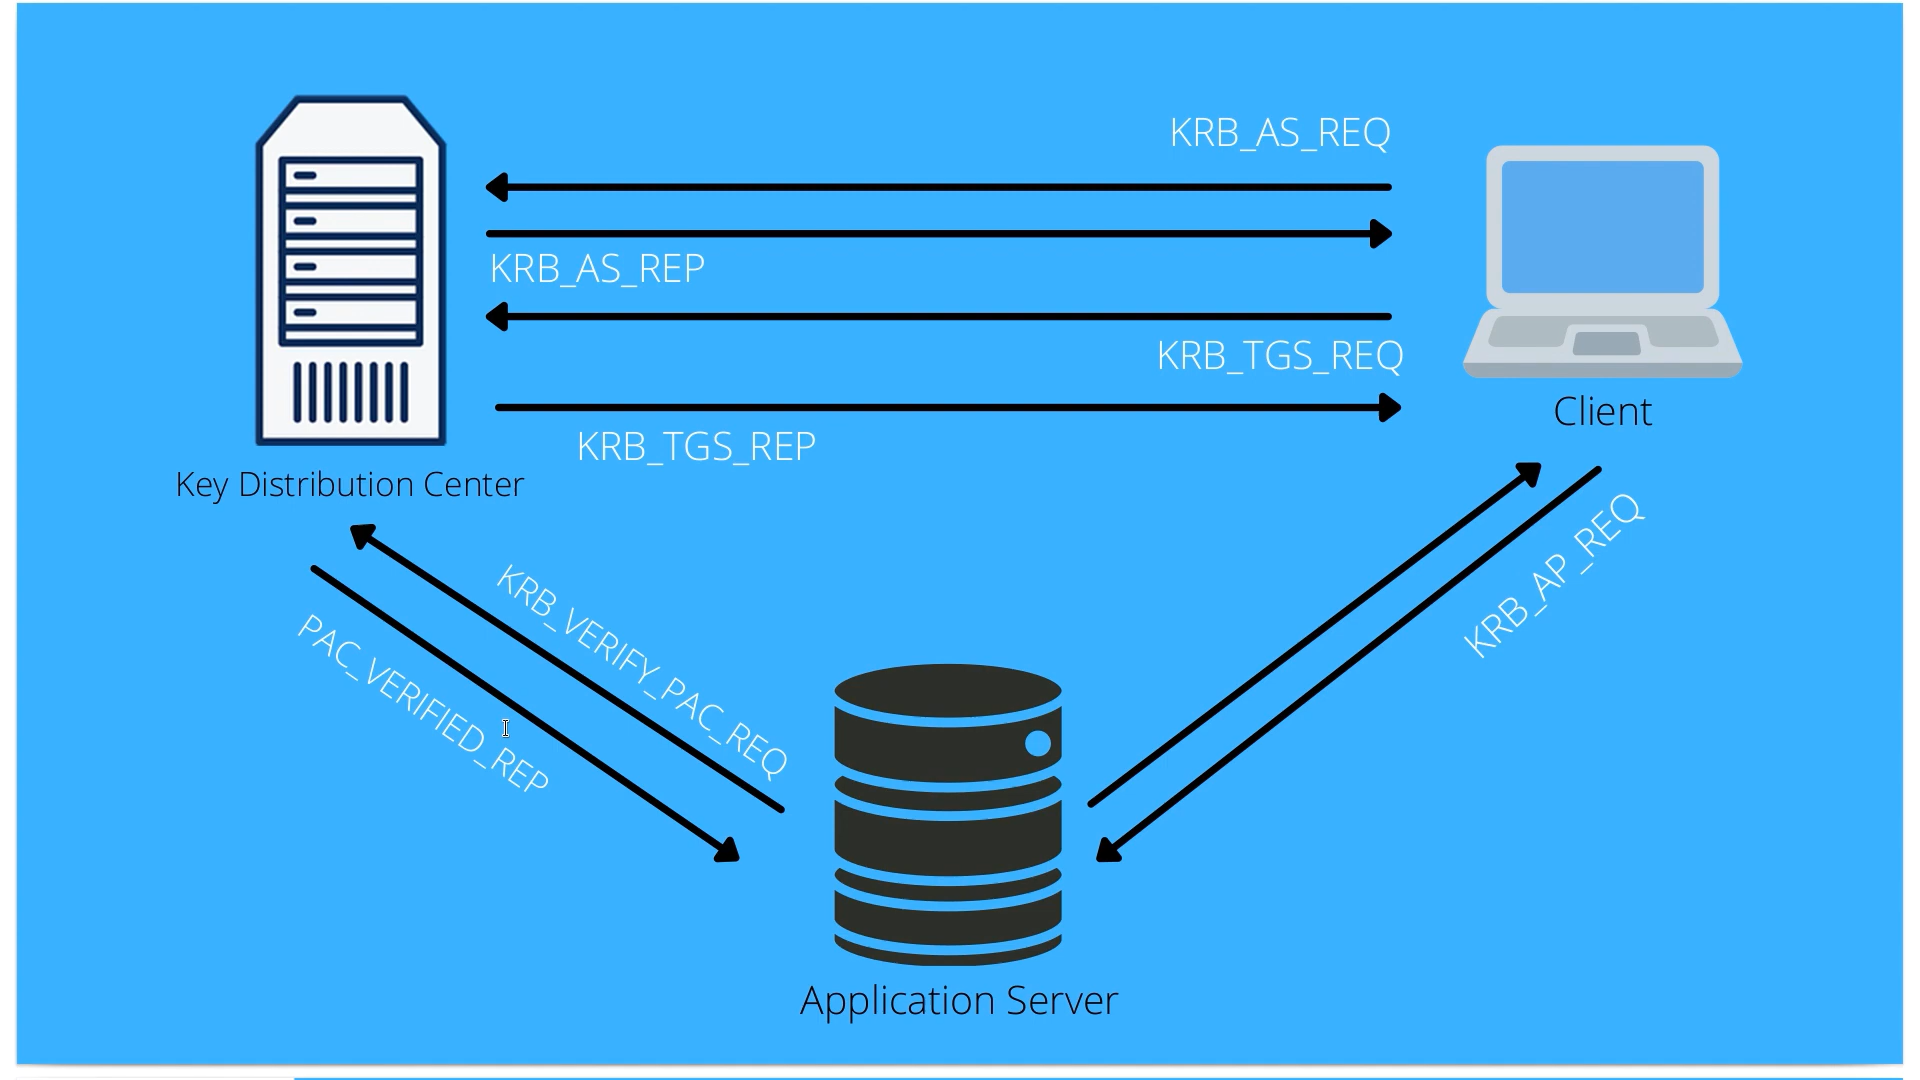 KRB_AS_REQ
KRB_AS_REP
KRB_TGS_REQ
KRB_TGS_REP
Client
Key Distribution Center
KRB_AP_REQ
KRB_VERIFY_PAC_REQ
PAC_VERIFIED_REP
Application Server